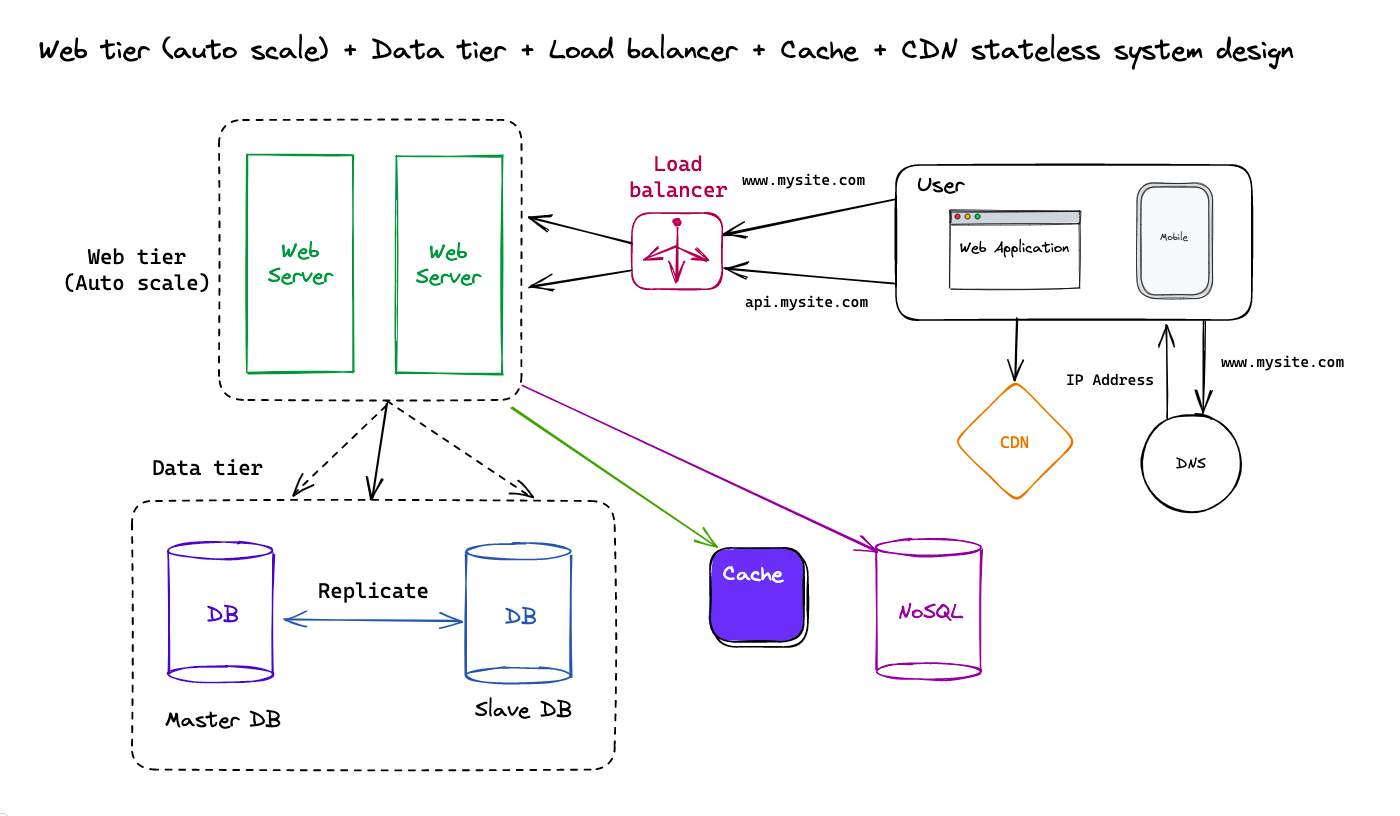 Web tier (auto scale) + Data tier + Load balancer + Cache + CDN stateless system design
Load
balancer
www.mysite.com
User
Web Application
Mobile
Web
Server
Web
Server
Web tier
(Auto scale)
api.mysite.com
www.mysite.com
IP Address
CDN
DNS
Data tier
Cache
Replicate
DB
DB
NoSQL
Master DB
Slave DB